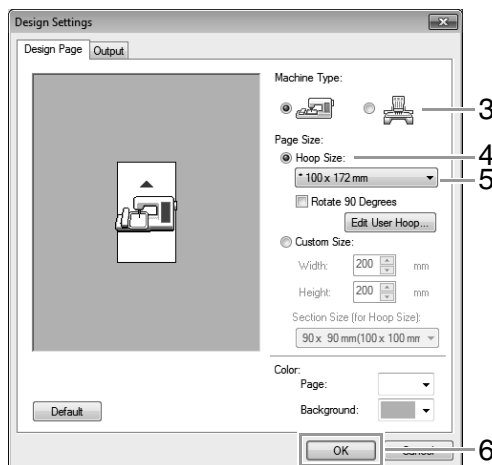 Design Settings
Design Page Output
Machine Type:
3
Page Size:
Hoop Size:
4
* 100 x 172 mm
5
Rotate 90 Degrees
Edit User Hoop...
Custom Size:
Width: 200 mm
Height: 200 mm
Section Size (for Hoop Size):
90 x 90 mm(100 x 100 mm
Color:
Page:
Default
Background:
OK
6